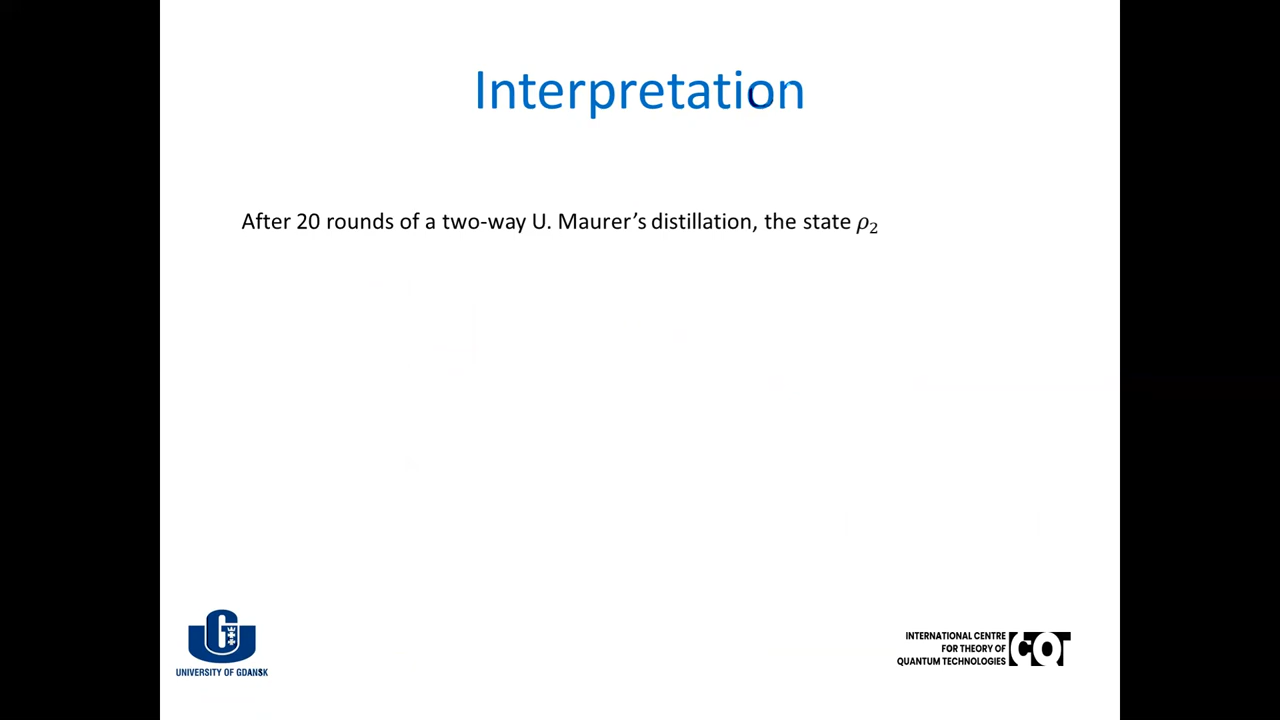 Interpretation
After 20 rounds of a two-way U. Maurer’s distillation, the state ρ₂
UNIVERSITY OF GDAŃSK
INTERNATIONAL CENTRE
FOR THEORY OF
QUANTUM TECHNOLOGIES